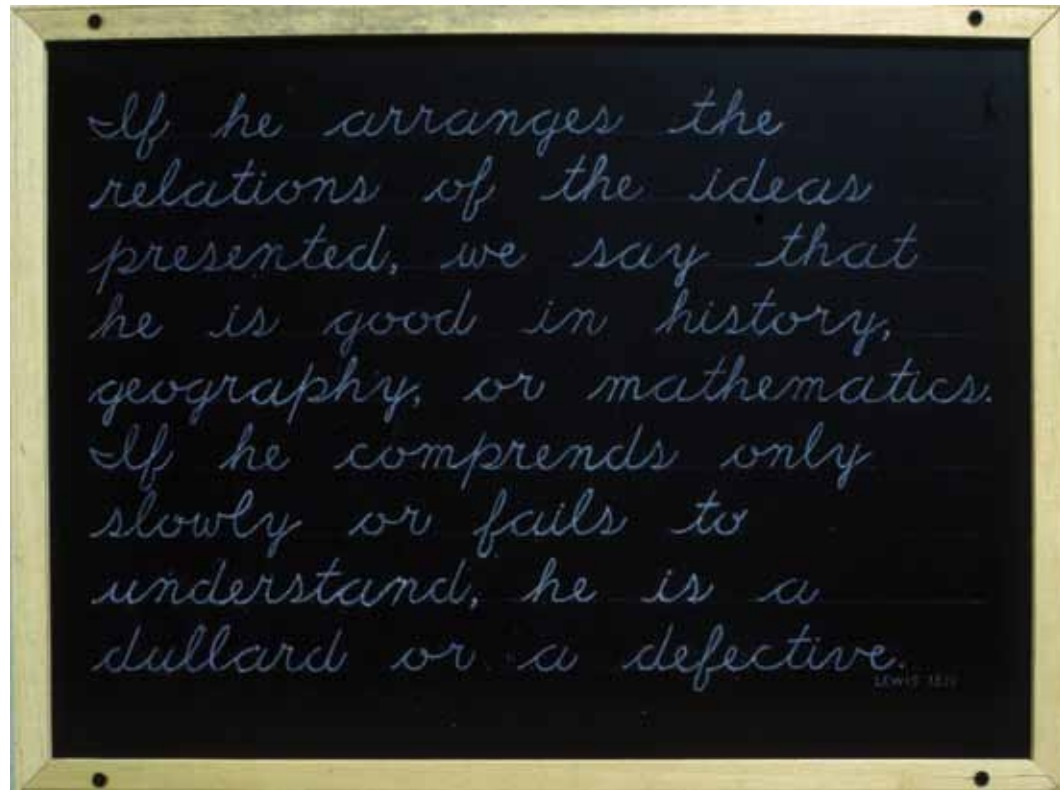 If he arranges the
relations of the ideas
presented, we say that
he is good in history,
geography, or mathematics.
If he comprends only
slowly or fails to
understand, he is a
dullard or a defective.
LEWIS